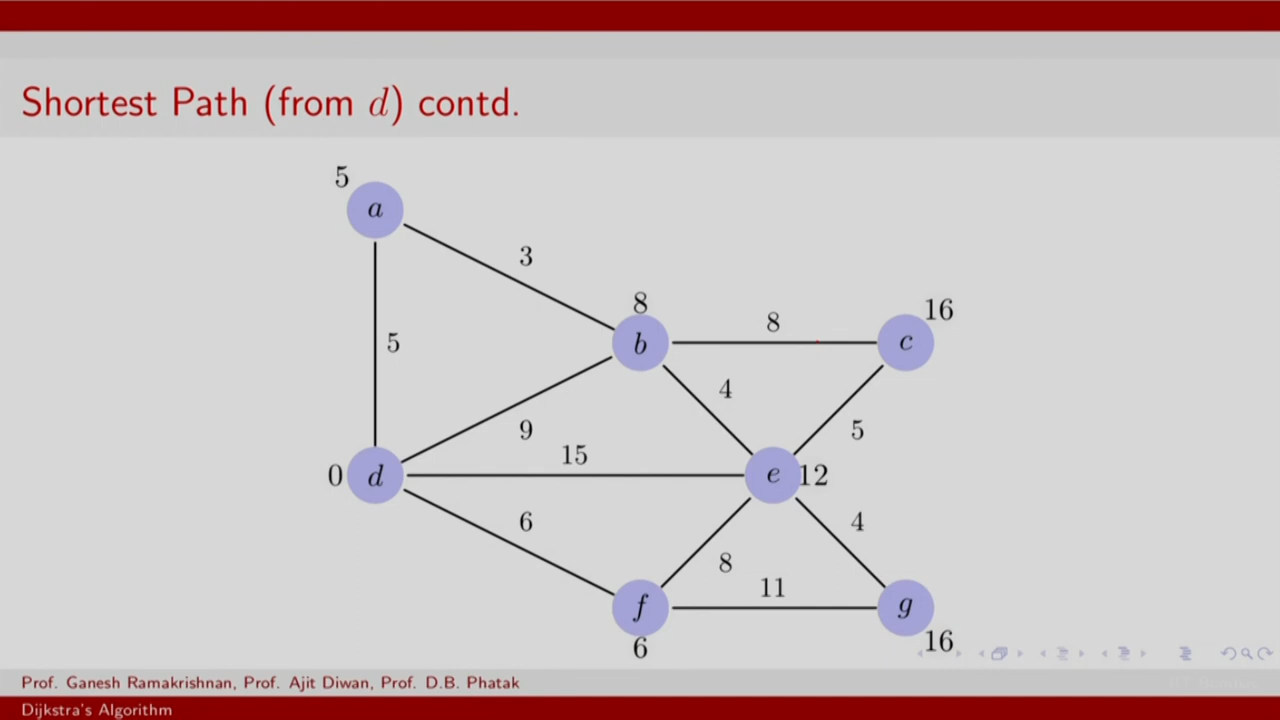 Shortest Path (from d) contd.
5
a
3
8
b
8
16
c
5
4
9
5
15
0
d
e
12
6
4
8
11
f
g
6
16
Prof. Ganesh Ramakrishnan, Prof. Ajit Diwan, Prof. D.B. Phatak
Dijkstra's Algorithm